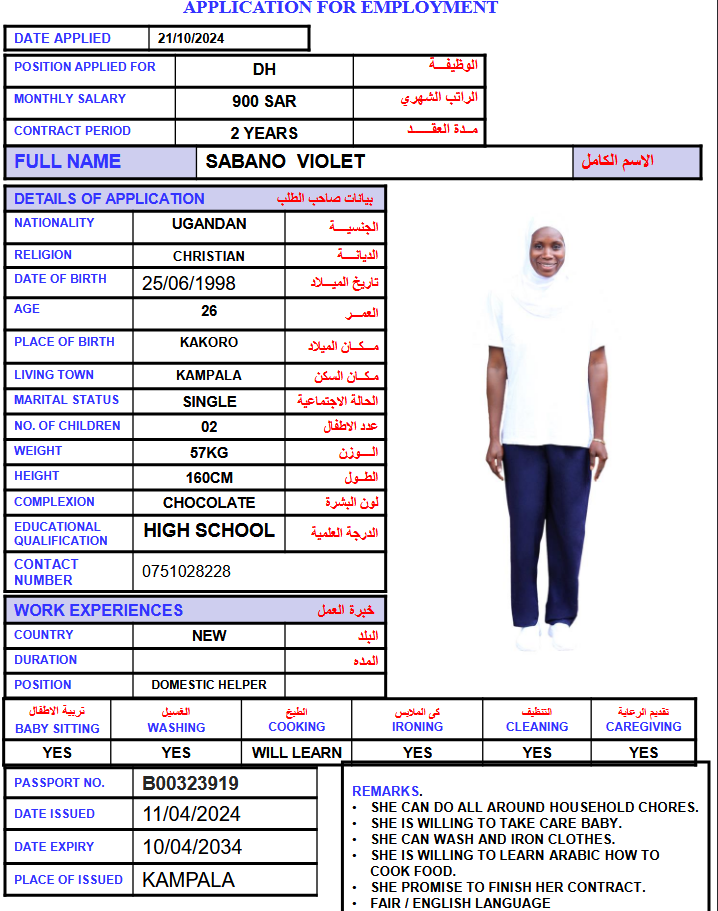 APPLICATION FOR EMPLOYMENT
DATE APPLIED 21/10/2024
POSITION APPLIED FOR DH الوظيفـــة
MONTHLY SALARY 900 SAR الراتب الشهري
CONTRACT PERIOD 2 YEARS مـدة العقـــــد
FULL NAME SABANO VIOLET الاسم الكامل
DETAILS OF APPLICATION بيانات صاحب الطلب
NATIONALITY UGANDAN الجنسيـــة
RELIGION CHRISTIAN الديانـــة
DATE OF BIRTH 25/06/1998 تاريخ الميـــلاد
AGE 26 العمـــر
PLACE OF BIRTH KAKORO مـــكــان الميلاد
LIVING TOWN KAMPALA مـكـان السكن
MARITAL STATUS SINGLE الحالة الاجتماعية
NO. OF CHILDREN 02 عدد الاطفال
WEIGHT 57KG الـــوزن
HEIGHT 160CM الطــول
COMPLEXION CHOCOLATE لون البشرة
EDUCATIONAL QUALIFICATION HIGH SCHOOL الدرجة العلمية
CONTACT NUMBER 0751028228
WORK EXPERIENCES خبرة العمل
COUNTRY NEW البلد
DURATION المده
POSITION DOMESTIC HELPER
تربية الاطفال الغسيل الطبخ كى الملابس التنظيف تقديم الرعاية
BABY SITTING WASHING COOKING IRONING CLEANING CAREGIVING
YES YES WILL LEARN YES YES YES
PASSPORT NO. B00323919
DATE ISSUED 11/04/2024
DATE EXPIRY 10/04/2034
PLACE OF ISSUED KAMPALA
REMARKS.
• SHE CAN DO ALL AROUND HOUSEHOLD CHORES.
• SHE IS WILLING TO TAKE CARE BABY.
• SHE CAN WASH AND IRON CLOTHES.
• SHE IS WILLING TO LEARN ARABIC HOW TO
COOK FOOD.
• SHE PROMISE TO FINISH HER CONTRACT.
• FAIR / ENGLISH LANGUAGE